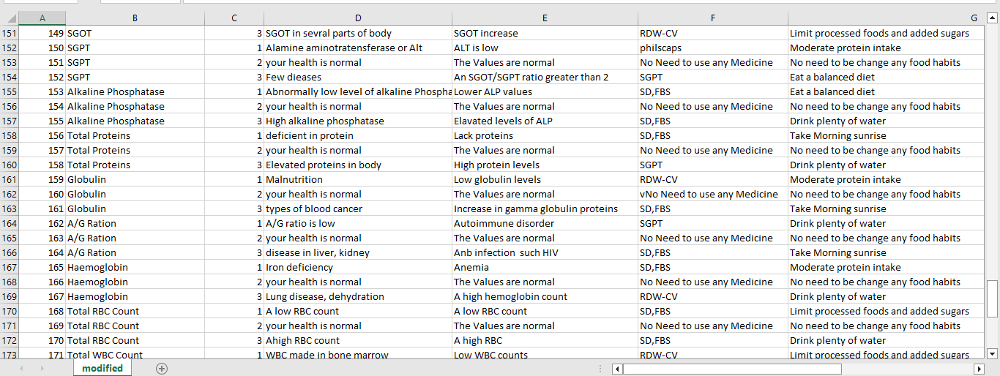 A B C D E F G
151 149 SGOT 3 SGOT in sevral parts of body SGOT increase RDW-CV Limit processed foods and added sugars
152 150 SGPT 1 Alamine aminotratensferase or Alt ALT is low philscaps Moderate protein intake
153 151 SGPT 2 your health is normal The Values are normal No Need to use any Medicine No need to be change any food habits
154 152 SGPT 3 Few dieases An SGOT/SGPT ratio greater than 2 SGPT Eat a balanced diet
155 153 Alkaline Phosphatase 1 Abnormally low level of alkaline Phospha Lower ALP values SD,FBS Eat a balanced diet
156 154 Alkaline Phosphatase 2 your health is normal The Values are normal No Need to use any Medicine No need to be change any food habits
157 155 Alkaline Phosphatase 3 High alkaline phosphatase Elavated levels of ALP SD,FBS Drink plenty of water
158 156 Total Proteins 1 deficient in protein Lack proteins SD,FBS Take Morning sunrise
159 157 Total Proteins 2 your health is normal The Values are normal No Need to use any Medicine No need to be change any food habits
160 158 Total Proteins 3 Elevated proteins in body High protein levels SGPT Drink plenty of water
161 159 Globulin 1 Malnutrition Low globulin levels RDW-CV Moderate protein intake
162 160 Globulin 2 your health is normal The Values are normal vNo Need to use any Medicine No need to be change any food habits
163 161 Globulin 3 types of blood cancer Increase in gamma globulin proteins SD,FBS Take Morning sunrise
164 162 A/G Ration 1 A/G ratio is low Autoimmune disorder SGPT Drink plenty of water
165 163 A/G Ration 2 your health is normal The Values are normal No Need to use any Medicine No need to be change any food habits
166 164 A/G Ration 3 disease in liver, kidney Anb infection such HIV SD,FBS Take Morning sunrise
167 165 Haemoglobin 1 Iron deficiency Anemia SD,FBS Moderate protein intake
168 166 Haemoglobin 2 your health is normal The Values are normal No Need to use any Medicine No need to be change any food habits
169 167 Haemoglobin 3 Lung disease, dehydration A high hemoglobin count RDW-CV Drink plenty of water
170 168 Total RBC Count 1 A low RBC count A low RBC count SD,FBS Limit processed foods and added sugars
171 169 Total RBC Count 2 your health is normal The Values are normal No Need to use any Medicine No need to be change any food habits
172 170 Total RBC Count 3 Ahigh RBC count A high RBC SD,FBS Drink plenty of water
173 171 Total WBC Count 1 WBC made in bone marrow Low WBC counts RDW-CV Limit processed foods and added sugars
modified